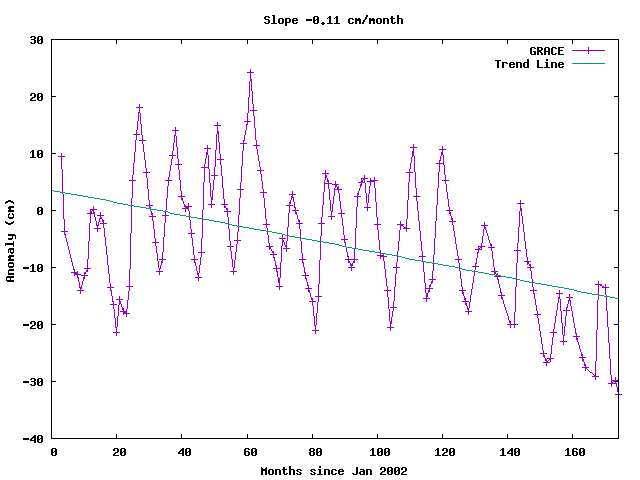 Slope -0.11 cm/month
30
20
10
0
-10
-20
-30
-40
Anomaly (cm)
GRACE
Trend Line
0 20 40 60 80 100 120 140 160
Months since Jan 2002